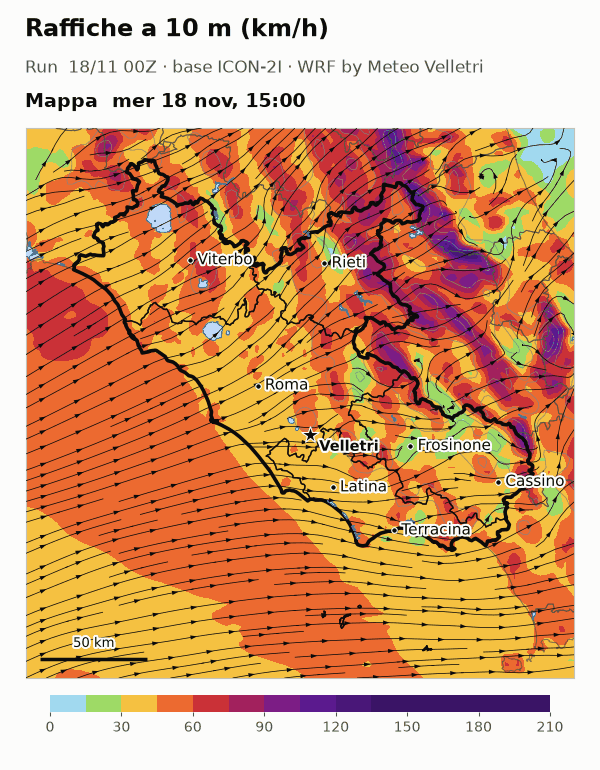 Raffiche a 10 m (km/h)
Run 18/11 00Z · base ICON-2I · WRF by Meteo Velletri
Mappa mer 18 nov, 15:00
Viterbo
Rieti
Roma
Velletri
Frosinone
Latina
Cassino
Terracina
50 km
0 30 60 90 120 150 180 210